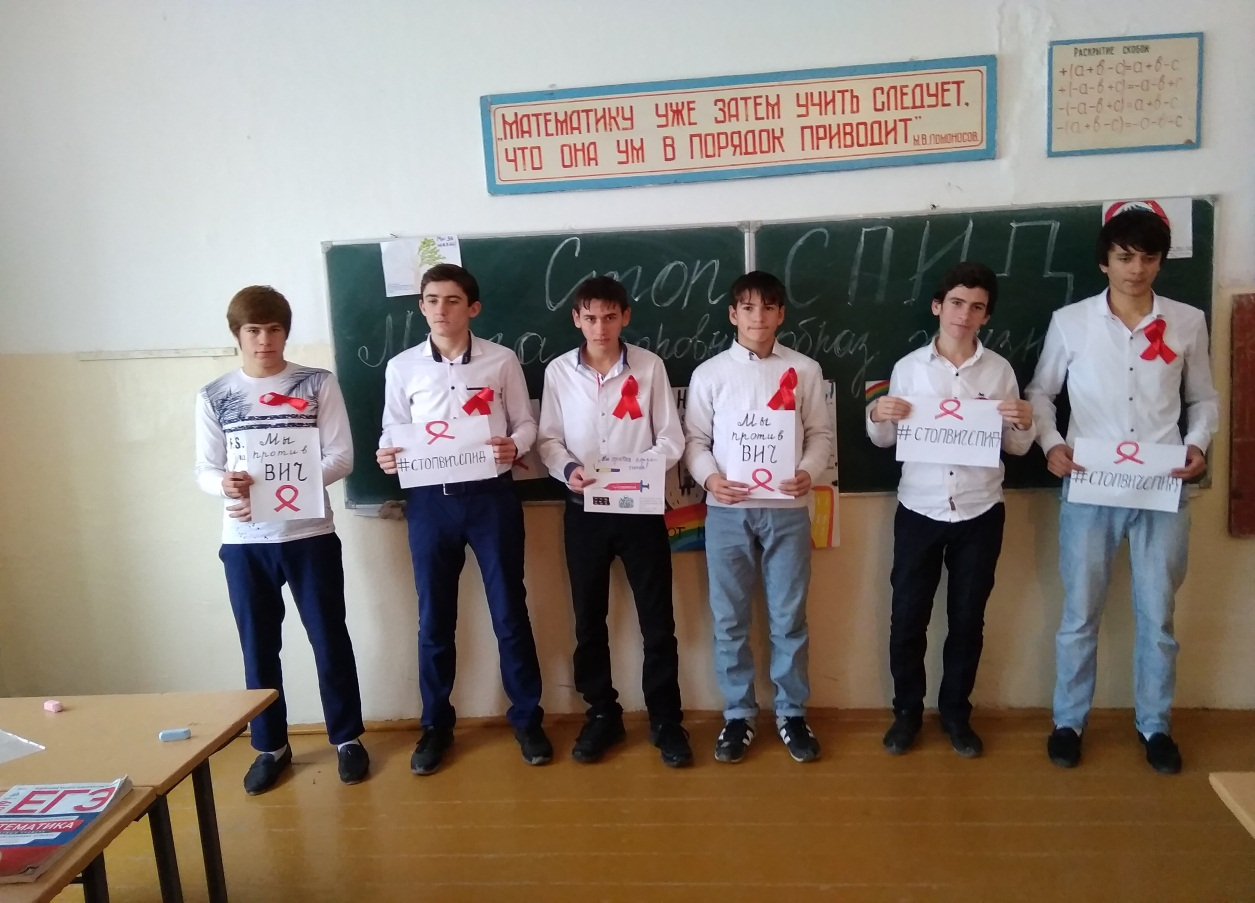 „МАТЕМАТИКУ УЖЕ ЗАТЕМ УЧИТЬ СЛЕДУЕТ,
ЧТО ОНА УМ В ПОРЯДОК ПРИВОДИТ"
М.В.ЛОМОНОСОВ.
РАСКРЫТИЕ СКОБОК
+(а+в-с)=а+в-с
+(-а-в+с)=-а-в+с
-(-а-в+с)=а+в-с
-(а+в-с)=-а-в+с
Стоп СПИД
образ
Мы
против
ВИЧ
#СТОПВИЧСПИД
Мы
против
ВИЧ
#СТОПВИЧСПИД
#СТОПВИЧСПИД
ЕГЭ
МАТЕМАТИКА